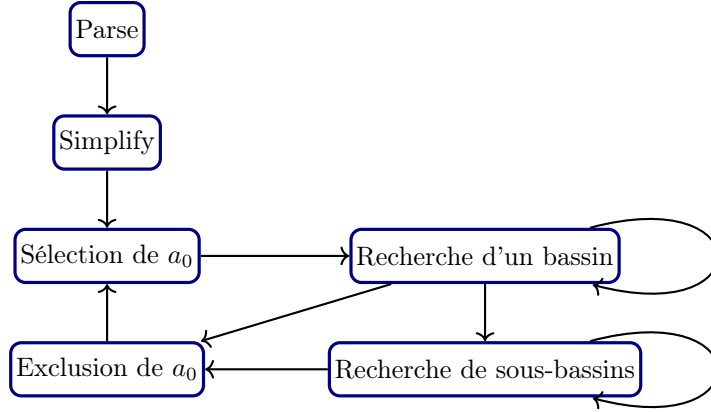 Parse
Simplify
Sélection de a₀
Recherche d'un bassin
Exclusion de a₀
Recherche de sous-bassins